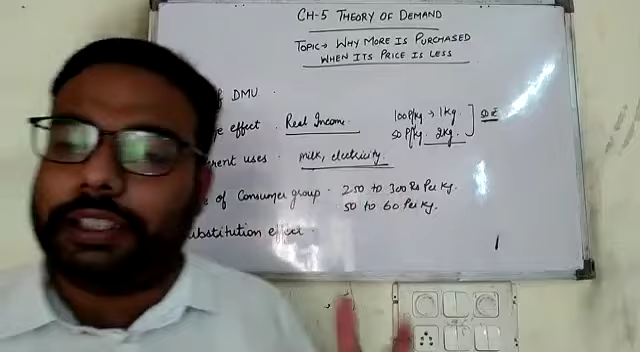 CH-5 THEORY OF DEMAND
TOPIC → WHY MORE IS PURCHASED
WHEN ITS PRICE IS LESS
DMU
effect Real Income 100 P/kg → 1 kg
50 P/kg 2 kg
uses milk, electricity
of Consumer group 250 to 300 Rs Per Kg.
50 to 60 Per Kg.
effect